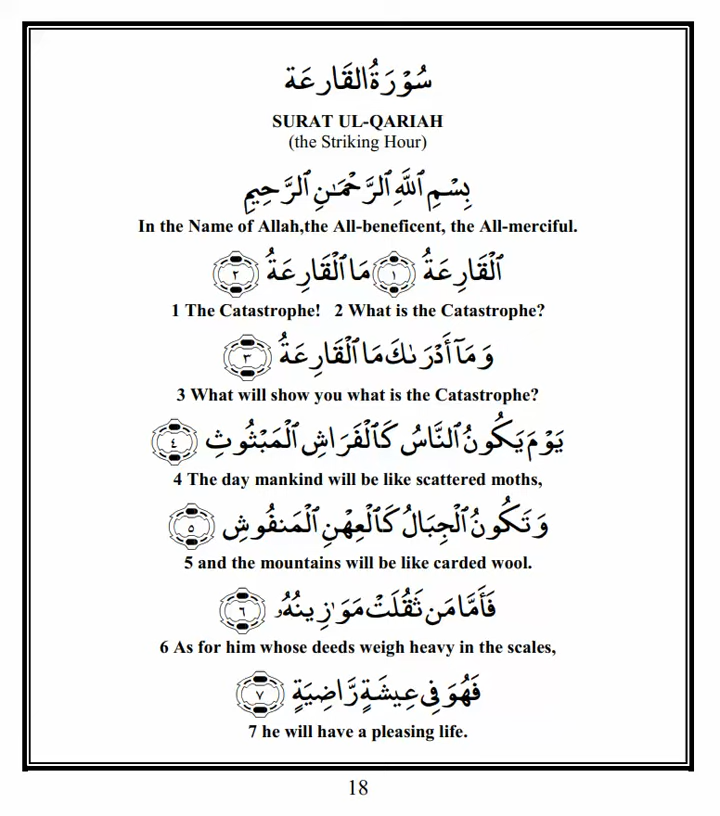 سُوْرَةُ القَارِعَة
SURAT UL-QARIAH
(the Striking Hour)
بِسْمِ ٱللَّهِ ٱلرَّحْمَـٰنِ ٱلرَّحِيمِ
In the Name of Allah,the All-beneficent, the All-merciful.
ٱلْقَارِعَةُ ١ مَا ٱلْقَارِعَةُ ٢
1 The Catastrophe! 2 What is the Catastrophe?
وَمَآ أَدْرَىٰكَ مَا ٱلْقَارِعَةُ ٣
3 What will show you what is the Catastrophe?
يَوْمَ يَكُونُ ٱلنَّاسُ كَٱلْفَرَاشِ ٱلْمَبْثُوثِ ٤
4 The day mankind will be like scattered moths,
وَتَكُونُ ٱلْجِبَالُ كَٱلْعِهْنِ ٱلْمَنفُوشِ ٥
5 and the mountains will be like carded wool.
فَأَمَّا مَن ثَقُلَتْ مَوَٰزِينُهُۥ ٦
6 As for him whose deeds weigh heavy in the scales,
فَهُوَ فِى عِيشَةٍ رَّاضِيَةٍ ٧
7 he will have a pleasing life.
18